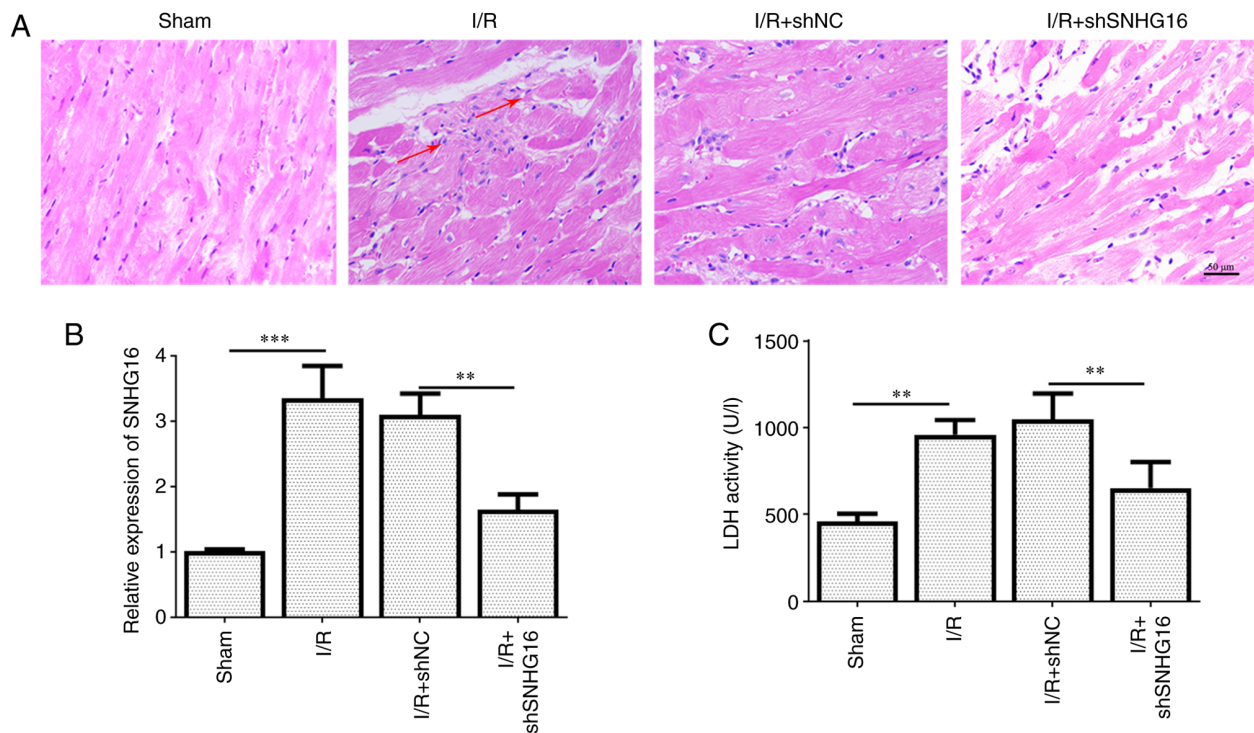 A
Sham
I/R
I/R+shNC
I/R+shSNHG16
50 μm
B
Relative expression of SNHG16
4
3
2
1
0
***
**
Sham
I/R
I/R+shNC
I/R+
shSNHG16
C
LDH activity (U/l)
1500
1000
500
0
**
**
Sham
I/R
I/R+shNC
I/R+
shSNHG16